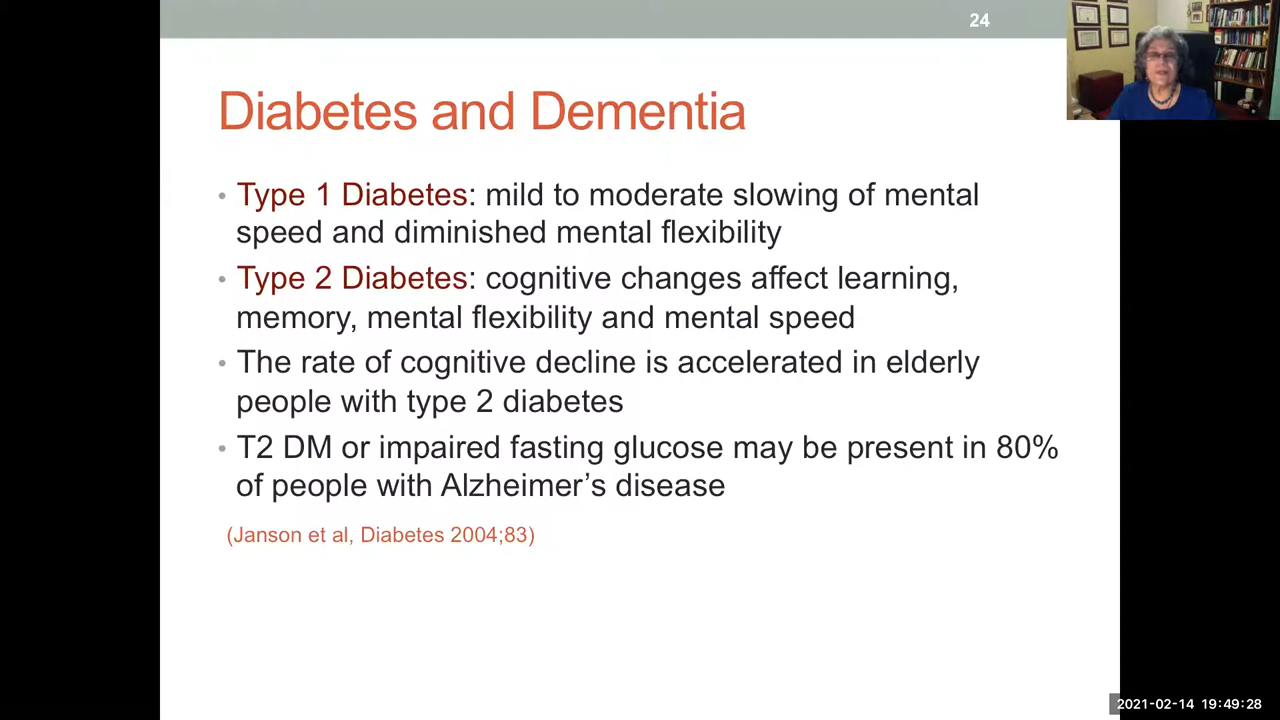 24
Diabetes and Dementia
• Type 1 Diabetes: mild to moderate slowing of mental
speed and diminished mental flexibility
• Type 2 Diabetes: cognitive changes affect learning,
memory, mental flexibility and mental speed
• The rate of cognitive decline is accelerated in elderly
people with type 2 diabetes
• T2 DM or impaired fasting glucose may be present in 80%
of people with Alzheimer’s disease
(Janson et al, Diabetes 2004;83)
2021-02-14 19:49:28